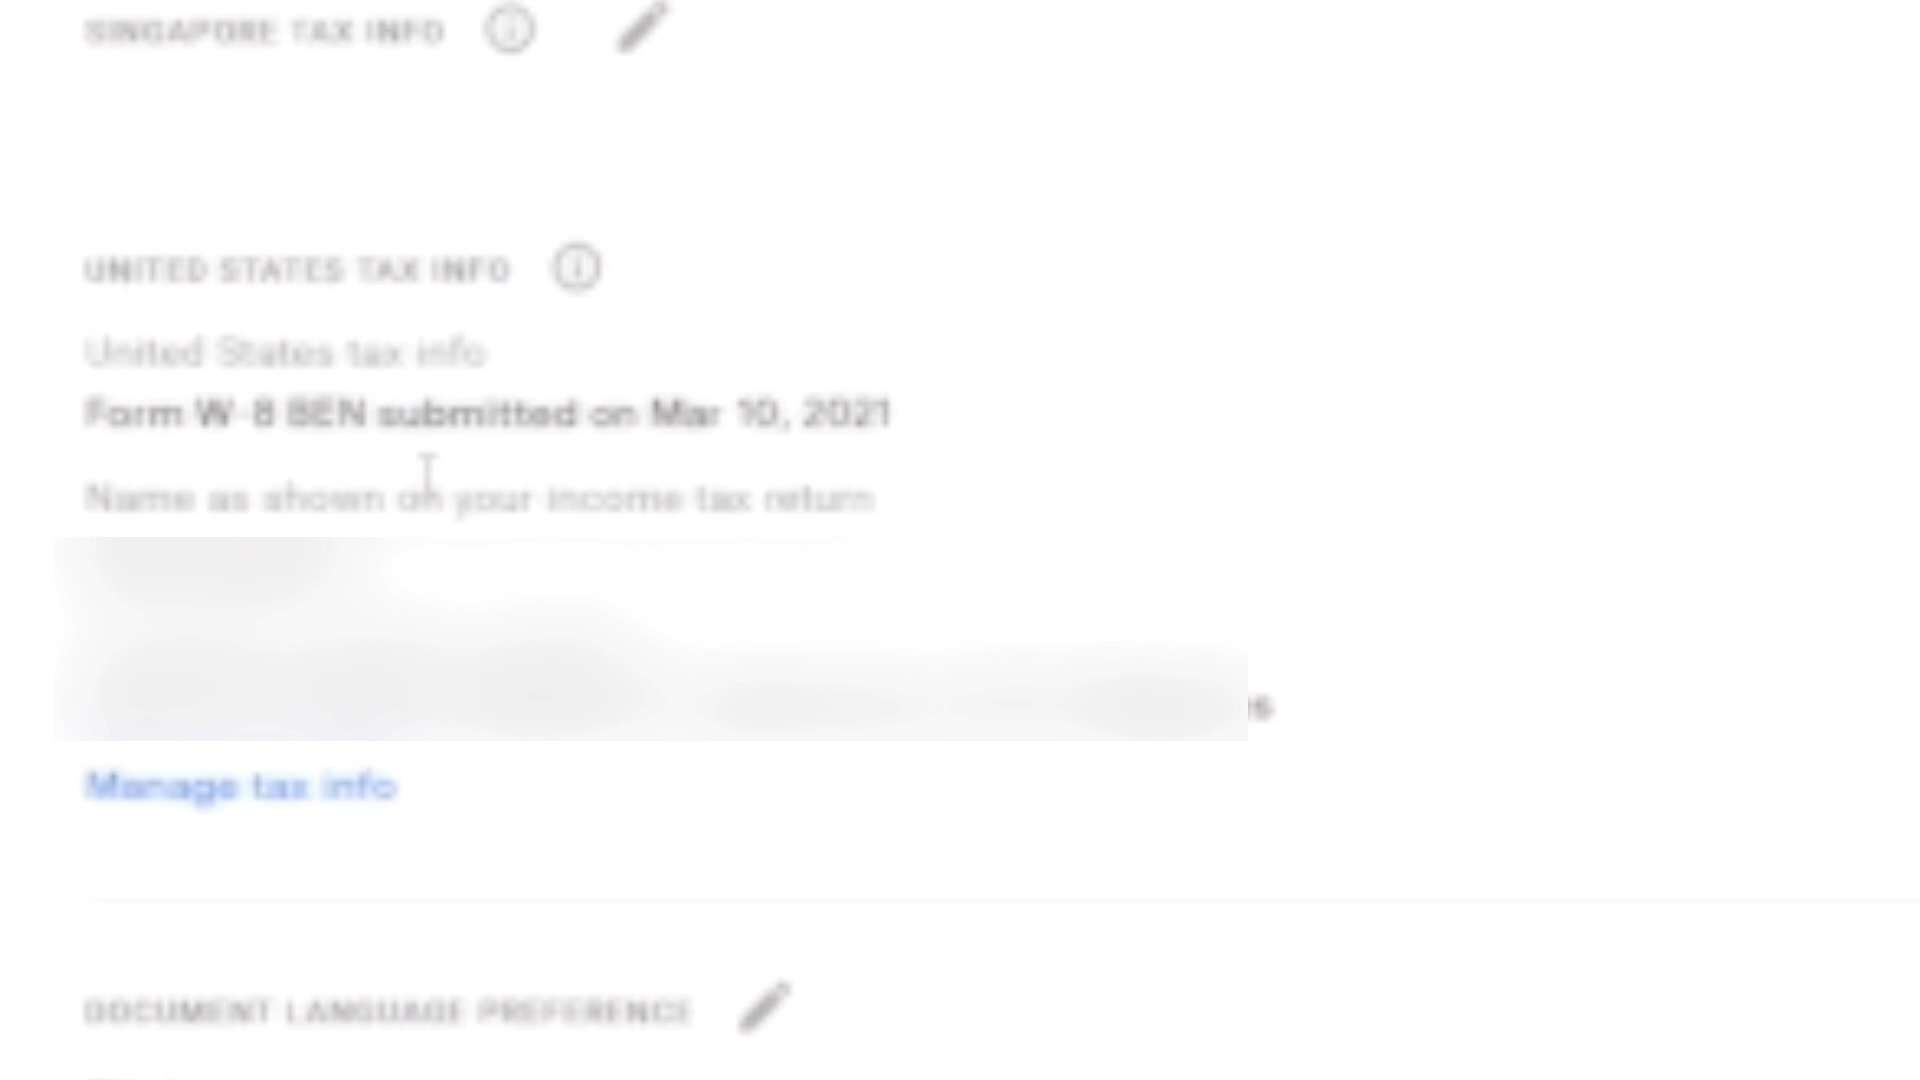 SINGAPORE TAX INFO
UNITED STATES TAX INFO
United States tax info
Form W-8 BEN submitted on Mar 10, 2021
Name as shown on your income tax return
Manage tax info
DOCUMENT LANGUAGE PREFERENCE